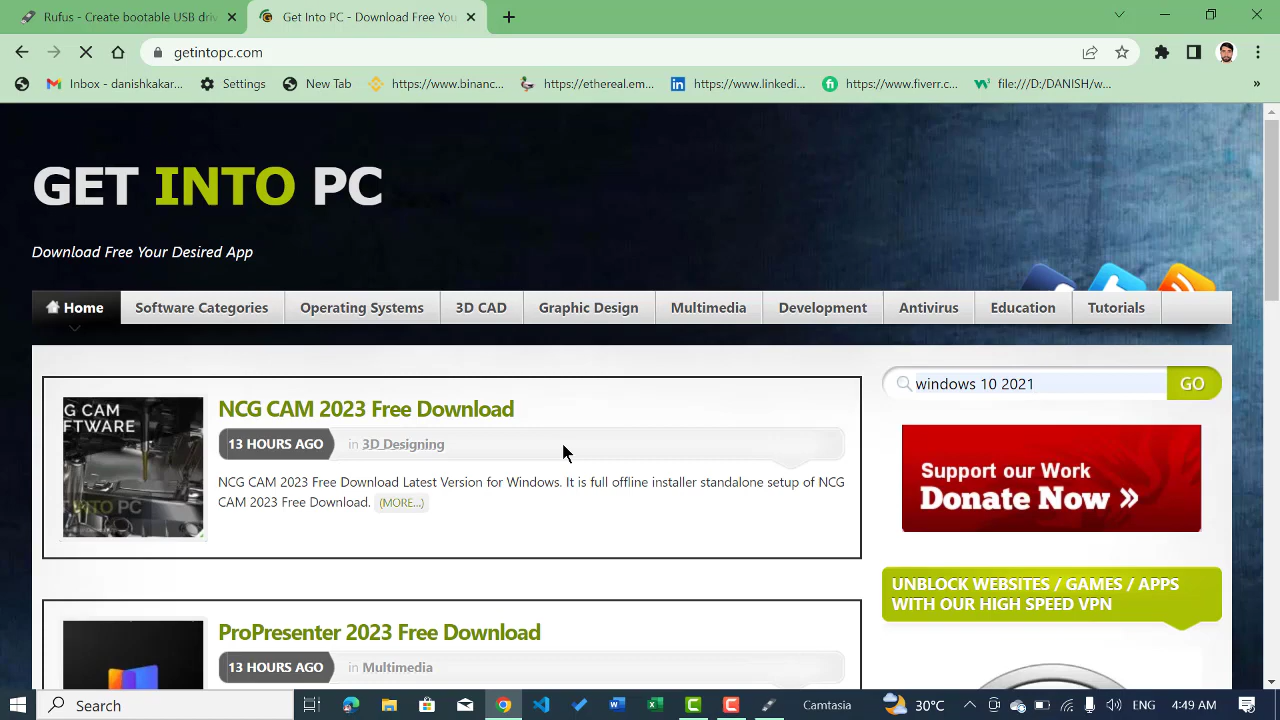 Rufus - Create bootable USB driv
Get Into PC - Download Free You
getintopc.com
Inbox - danishkakar...
Settings
New Tab
https://www.binanc...
https://ethereal.em...
https://www.linkedi...
https://www.fiverr.c...
file:///D:/DANISH/w...
»
GET INTO PC
Download Free Your Desired App
Home
Software Categories
Operating Systems
3D CAD
Graphic Design
Multimedia
Development
Antivirus
Education
Tutorials
windows 10 2021
GO
G CAM
FTWARE
NCG CAM 2023 Free Download
13 HOURS AGO
in 3D Designing
NCG CAM 2023 Free Download Latest Version for Windows. It is full offline installer standalone setup of NCG
CAM 2023 Free Download. (MORE...)
INTO PC
Support our Work
Donate Now »
UNBLOCK WEBSITES / GAMES / APPS
WITH OUR HIGH SPEED VPN
ProPresenter 2023 Free Download
13 HOURS AGO
in Multimedia
Search
Camtasia
30°C
ENG
4:49 AM